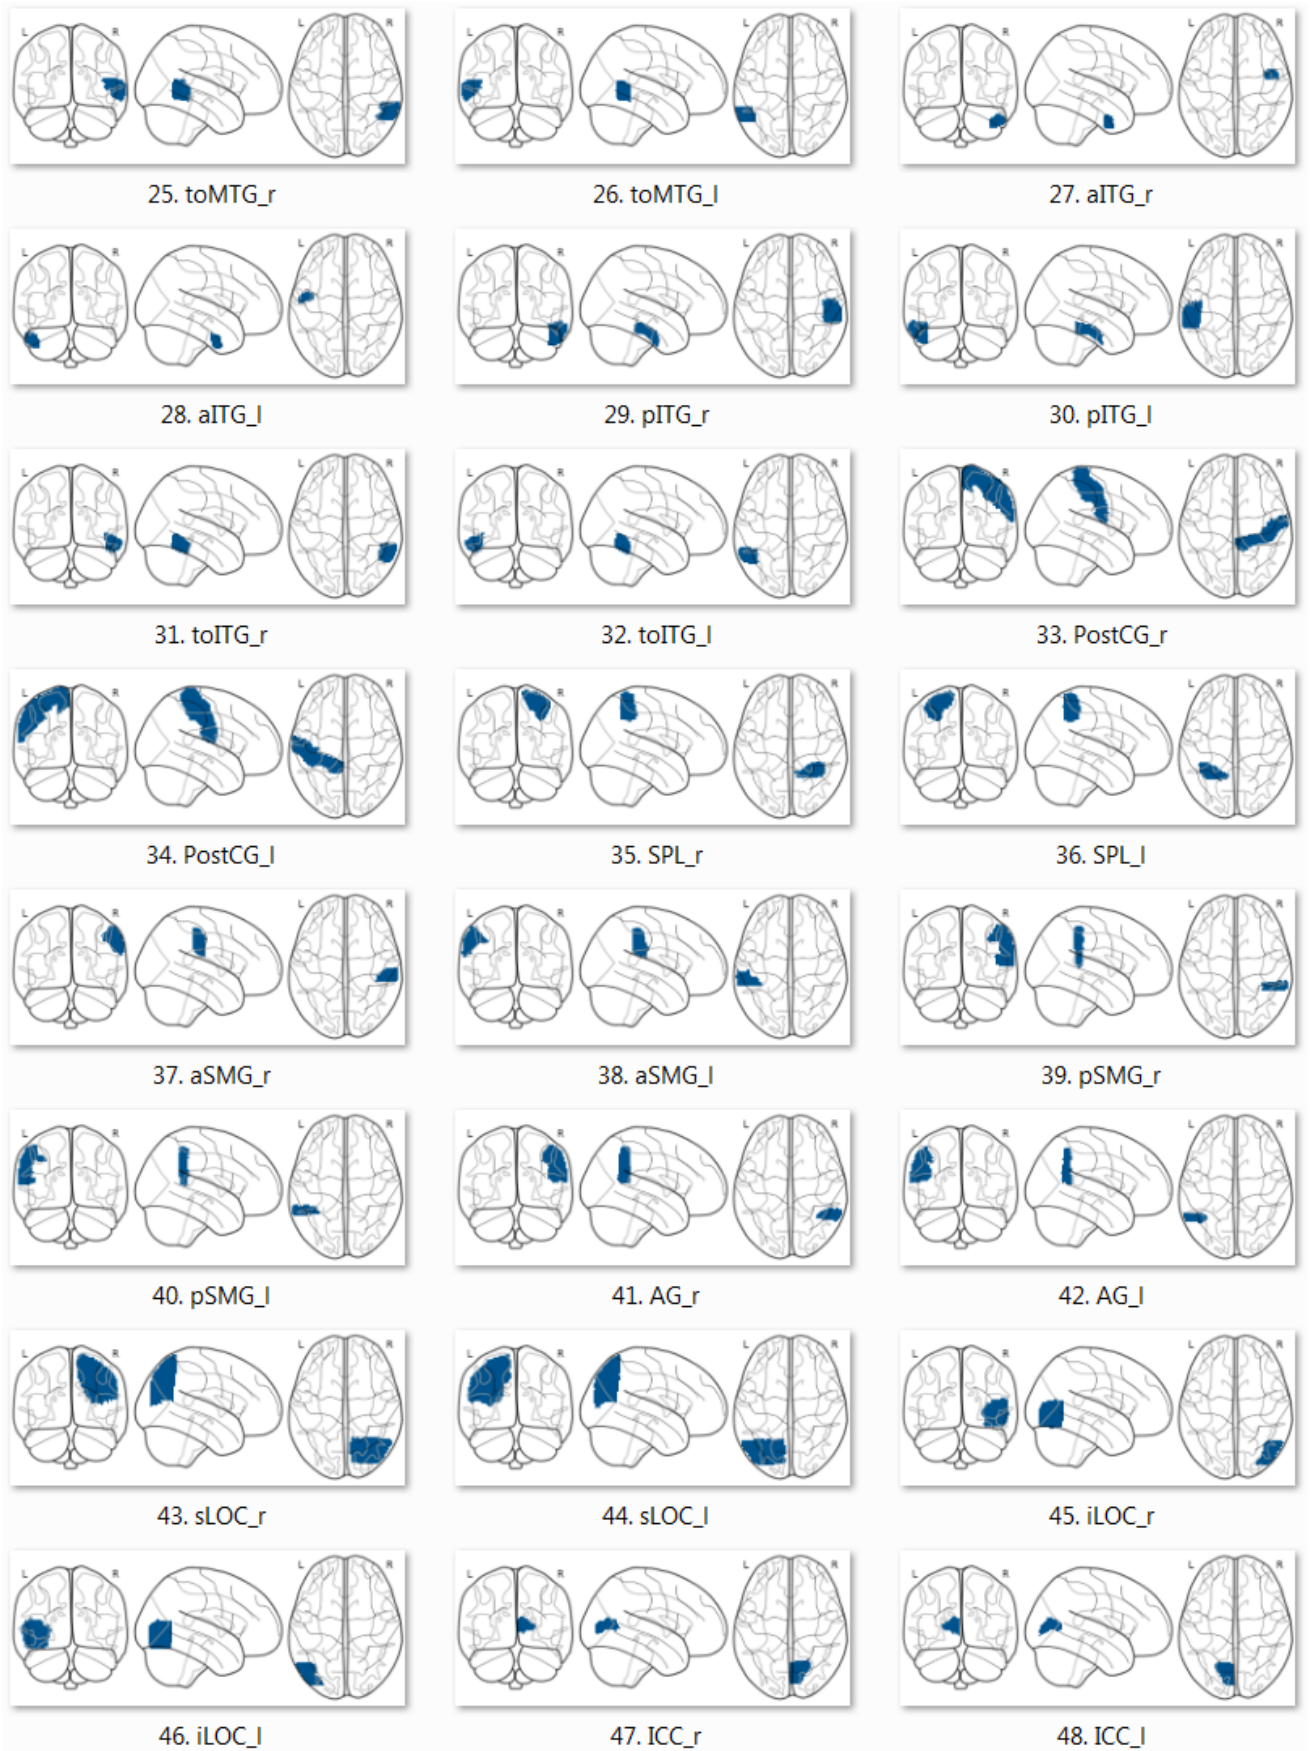 L R L R
L R L R
L R L R
25. toMTG_r
26. toMTG_l
27. aITG_r
L R L R
L R L R
L R L R
28. aITG_l
29. pITG_r
30. pITG_l
L R L R
L R L R
L R L R
31. toITG_r
32. toITG_l
33. PostCG_r
L R L R
L R L R
L R L R
34. PostCG_l
35. SPL_r
36. SPL_l
L R L R
L R L R
L R L R
37. aSMG_r
38. aSMG_l
39. pSMG_r
L R L R
L R L R
L R L R
40. pSMG_l
41. AG_r
42. AG_l
L R L R
L R L R
L R L R
43. sLOC_r
44. sLOC_l
45. iLOC_r
L R L R
L R L R
L R L R
46. iLOC_l
47. ICC_r
48. ICC_l